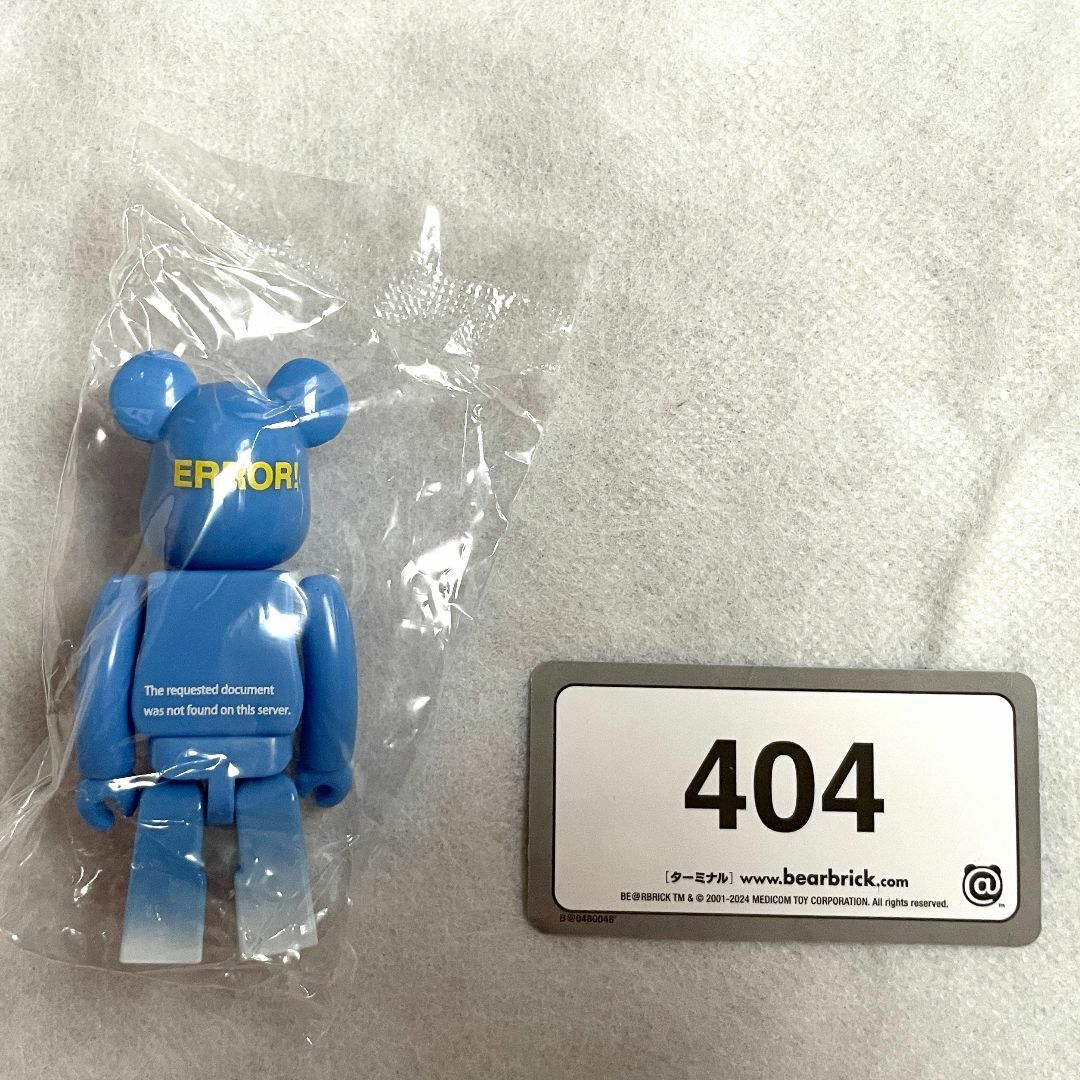 ERROR!
The requested document
was not found on this server.
404
[ターミナル] www.bearbrick.com
BE@RBRICK TM & © 2001-2024 MEDICOM TOY CORPORATION. All rights reserved.
@
TM